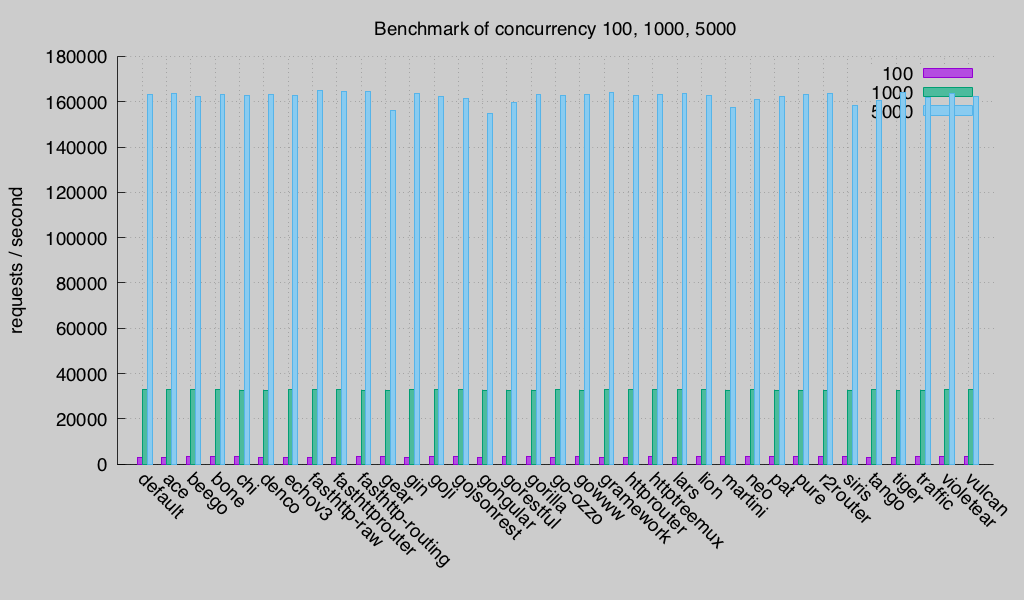 Benchmark of concurrency 100, 1000, 5000
requests / second
180000
160000
140000
120000
100000
80000
60000
40000
20000
0
100
1000
5000
default
ace
beego
bone
chi
denco
echov3
fasthttp-raw
fasthttprouter
fasthttp-routing
gear
gin
goji
gojsonrest
gongular
gorestful
gorilla
go-ozzo
gowww
gramework
httprouter
httptreemux
lars
lion
martini
neo
pat
pure
r2router
siris
tango
tiger
traffic
violetear
vulcan